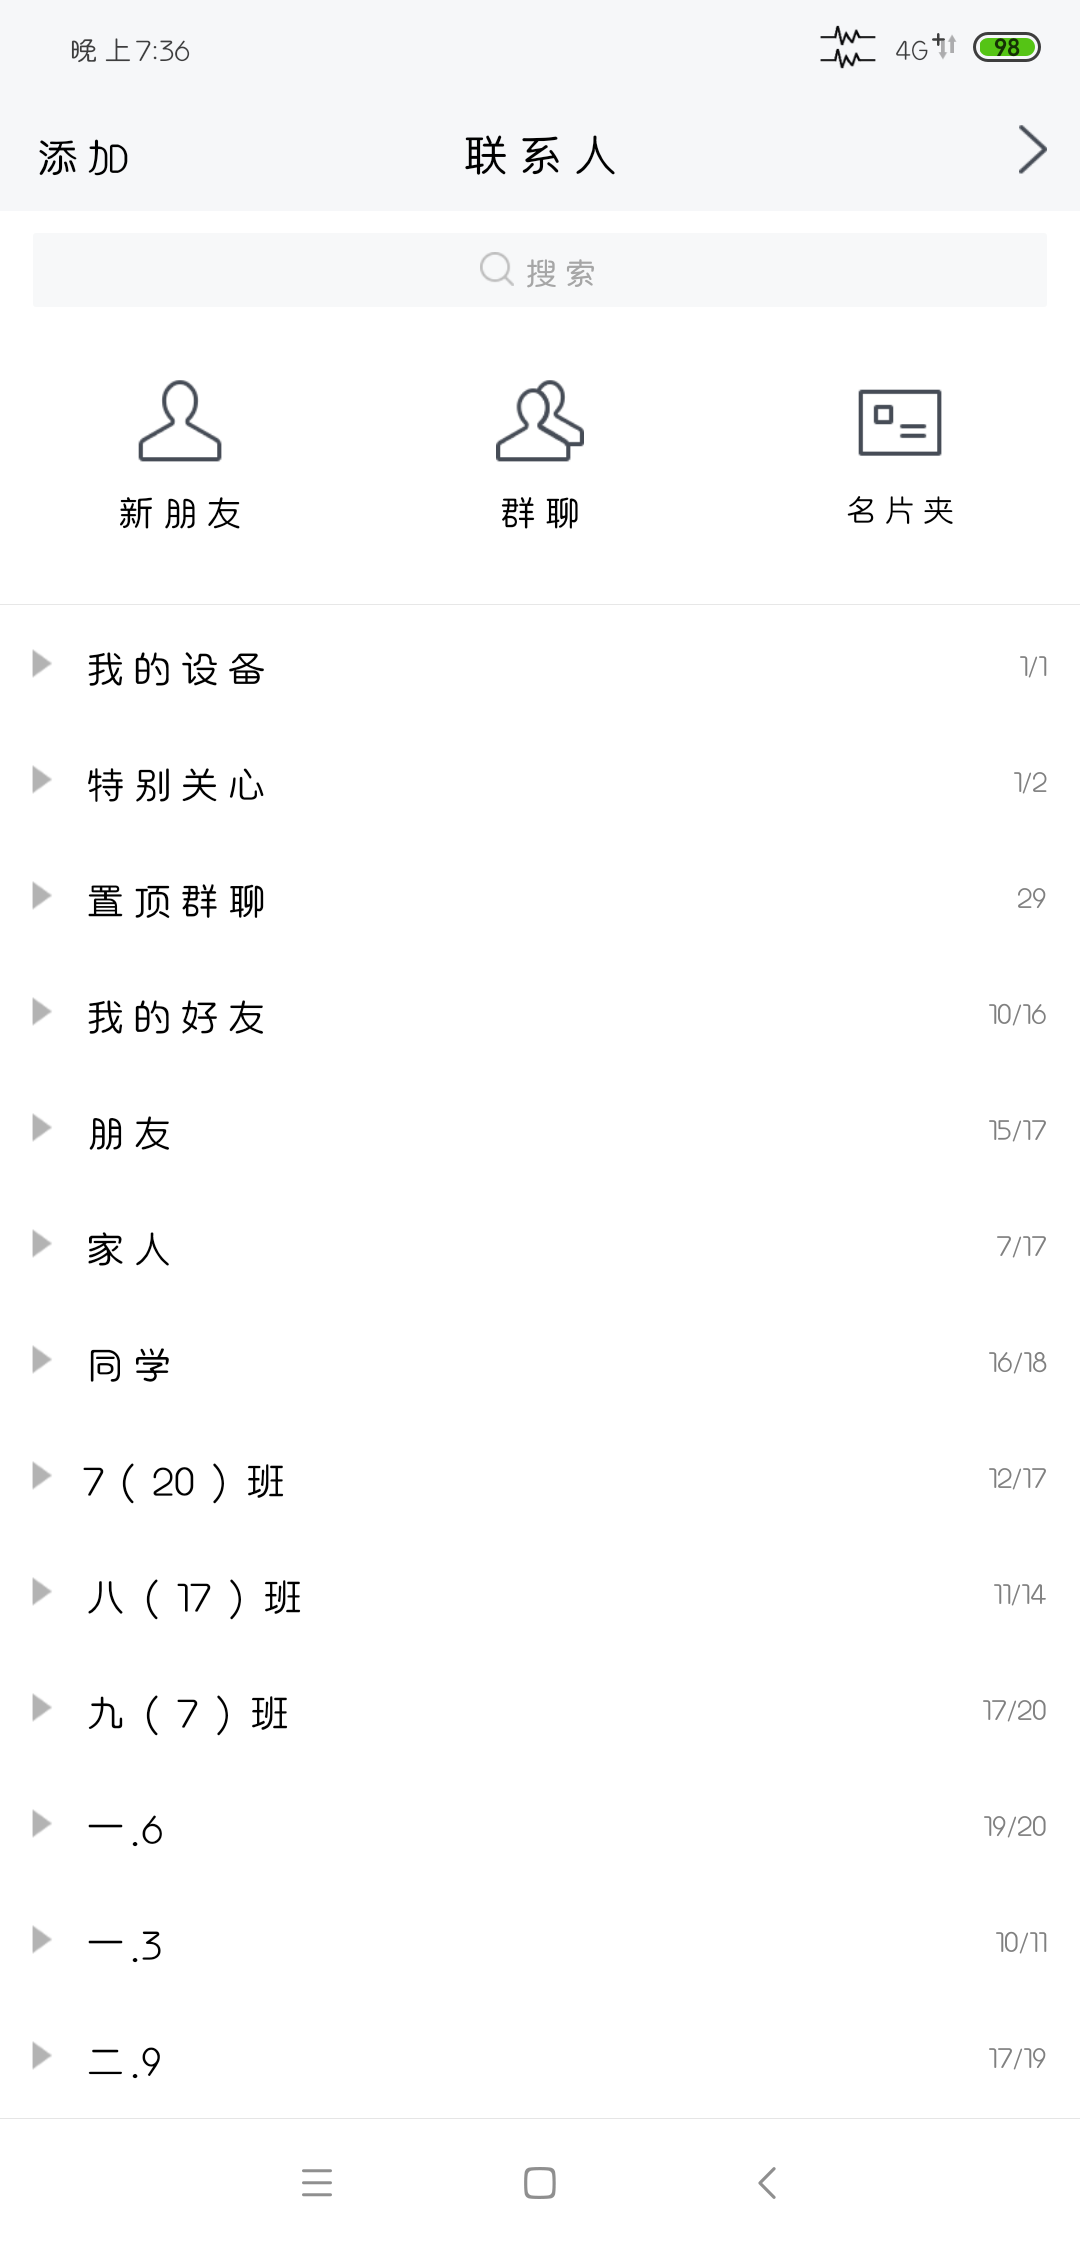 晚上7:36
4G+ 98
添加 联系人
搜索
新朋友 群聊 名片夹
我的设备 1/1
特别关心 1/2
置顶群聊 29
我的好友 10/16
朋友 15/17
家人 7/17
同学 16/18
7（20）班 12/17
八（17）班 11/14
九（7）班 17/20
一.6 19/20
一.3 10/11
二.9 17/19